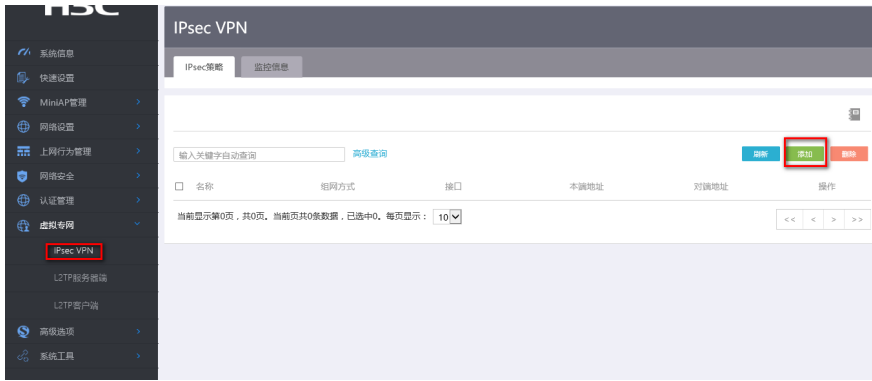 IPsec VPN
系统信息
快速设置
MiniAP管理
网络设置
上网行为管理
网络安全
认证管理
虚拟专网
IPsec VPN
L2TP服务器端
L2TP客户端
高级选项
系统工具
IPsec策略 监控信息
输入关键字自动查询 高级查询 刷新 添加 删除
名称 组网方式 接口 本端地址 对端地址 操作
当前显示第0页，共0页。当前页共0条数据，已选中0。每页显示： 10 << < > >>